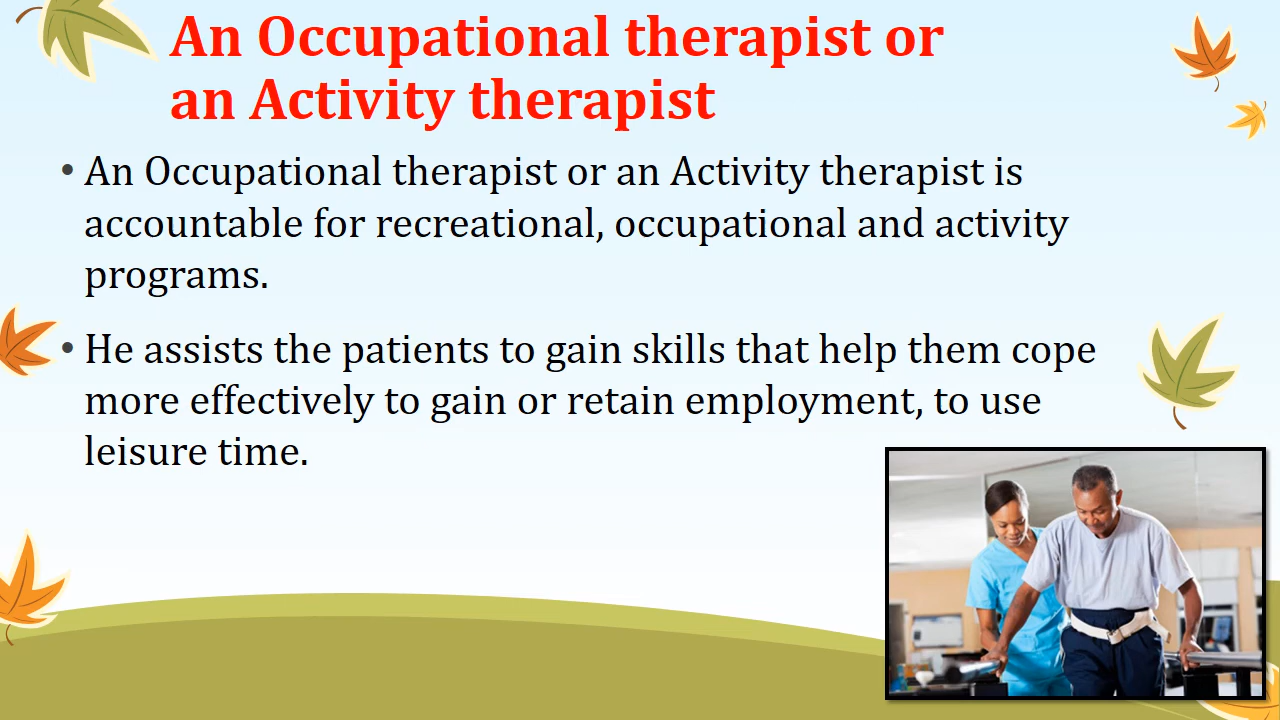 An Occupational therapist or
an Activity therapist
• An Occupational therapist or an Activity therapist is
accountable for recreational, occupational and activity
programs.
• He assists the patients to gain skills that help them cope
more effectively to gain or retain employment, to use
leisure time.